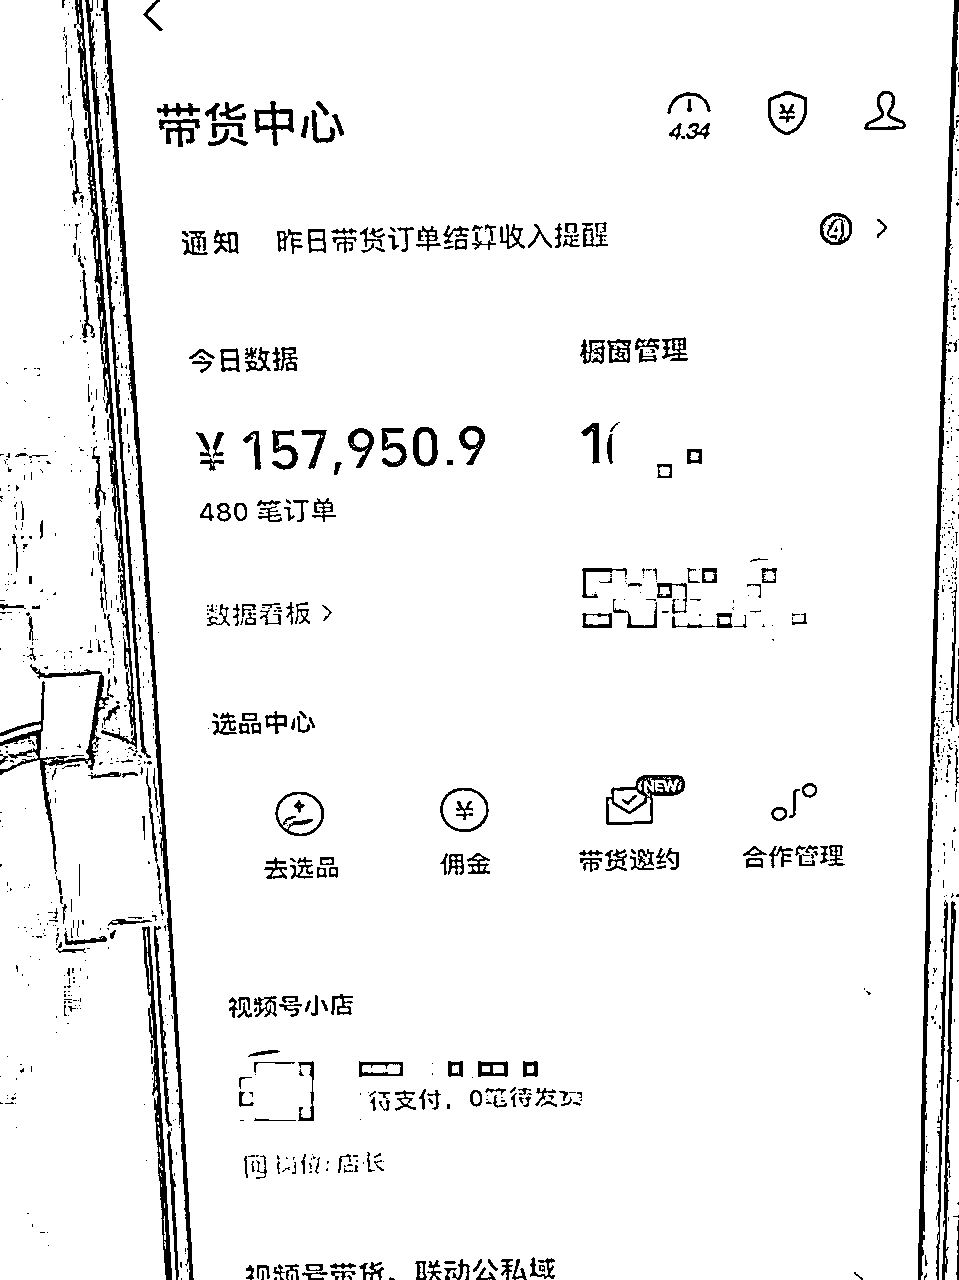 带货中心
4.34
通知 昨日带货订单结算收入提醒 4
今日数据 橱窗管理
¥157,950.9 1
480 笔订单
数据看板
选品中心
NEW
去选品 佣金 带货邀约 合作管理
视频号小店
待支付，0笔待发货
岗位：店长
视频号带货，联动公私域